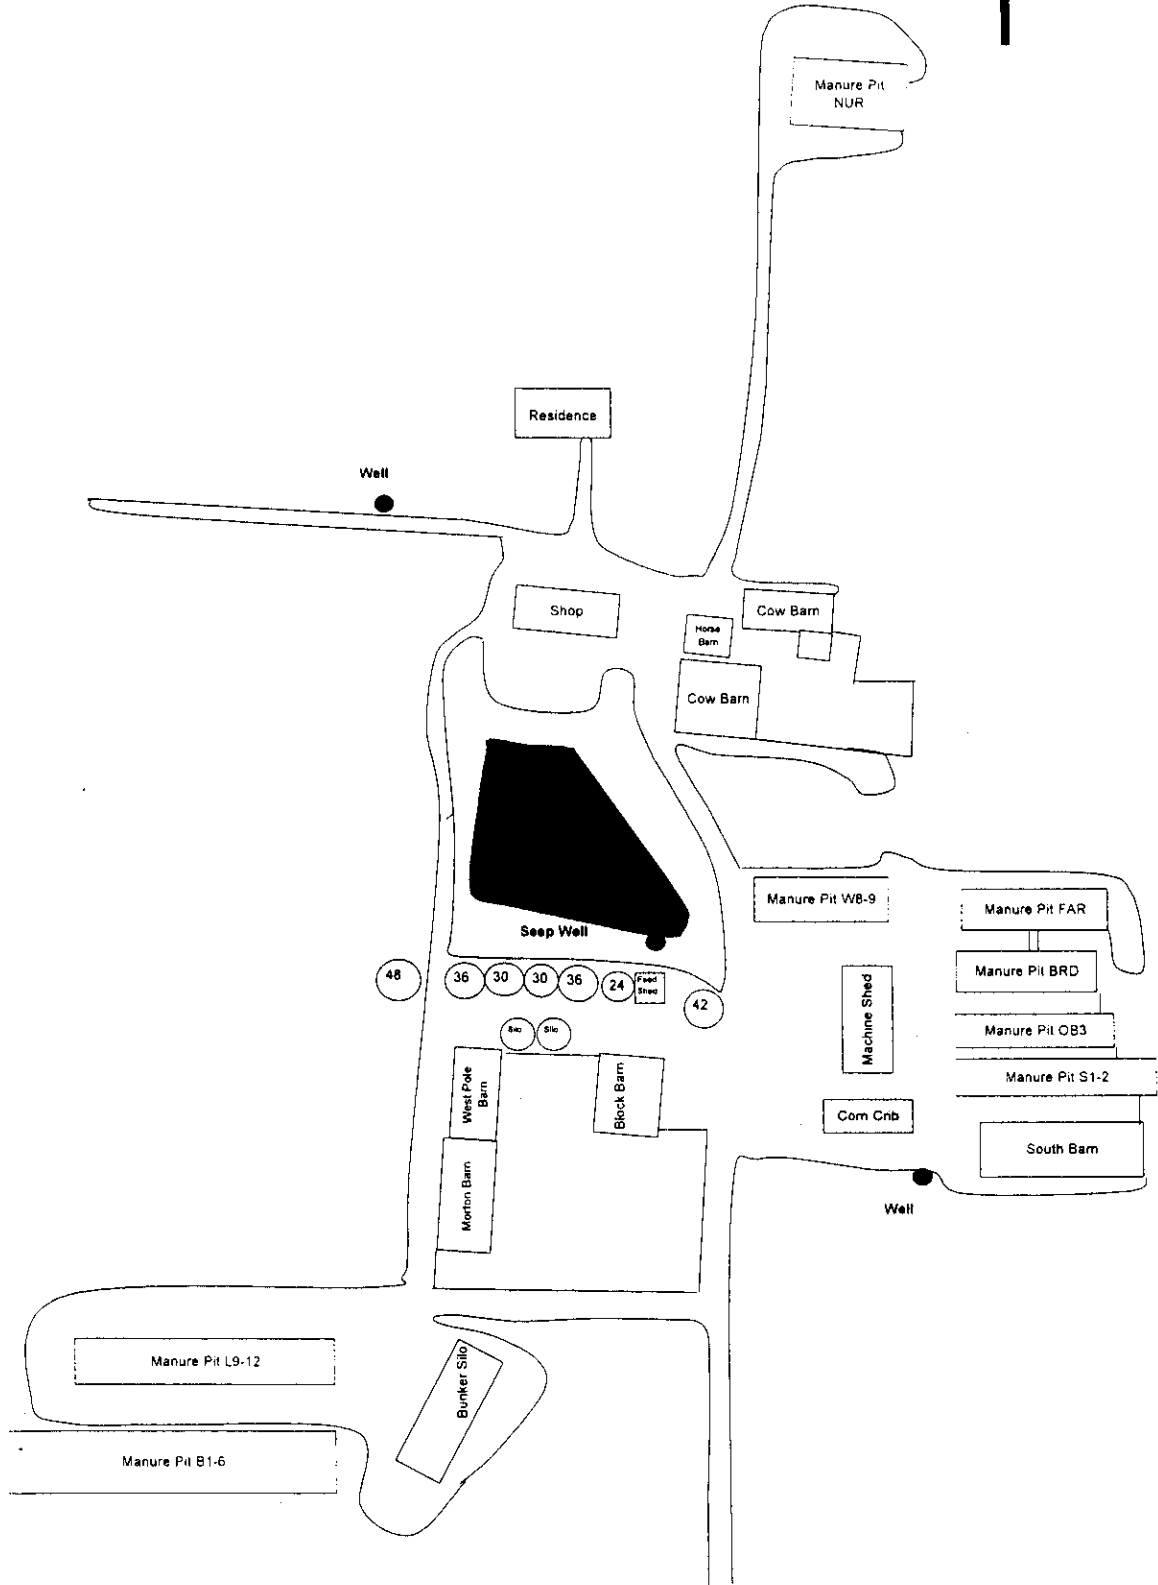 Manure Pit
NUR
Residence
Well
Shop
Cow Barn
Horse
Barn
Cow Barn
Manure Pit W8-9
Manure Pit FAR
Seep Well
Manure Pit BRD
48
36
30
30
36
24
Feed
Shed
42
Machine Shed
Silo
Silo
Manure Pit OB3
West Pole
Barn
Block Barn
Manure Pit S1-2
Corn Crib
South Barn
Morton Barn
Well
Manure Pit L9-12
Bunker Silo
Manure Pit B1-6